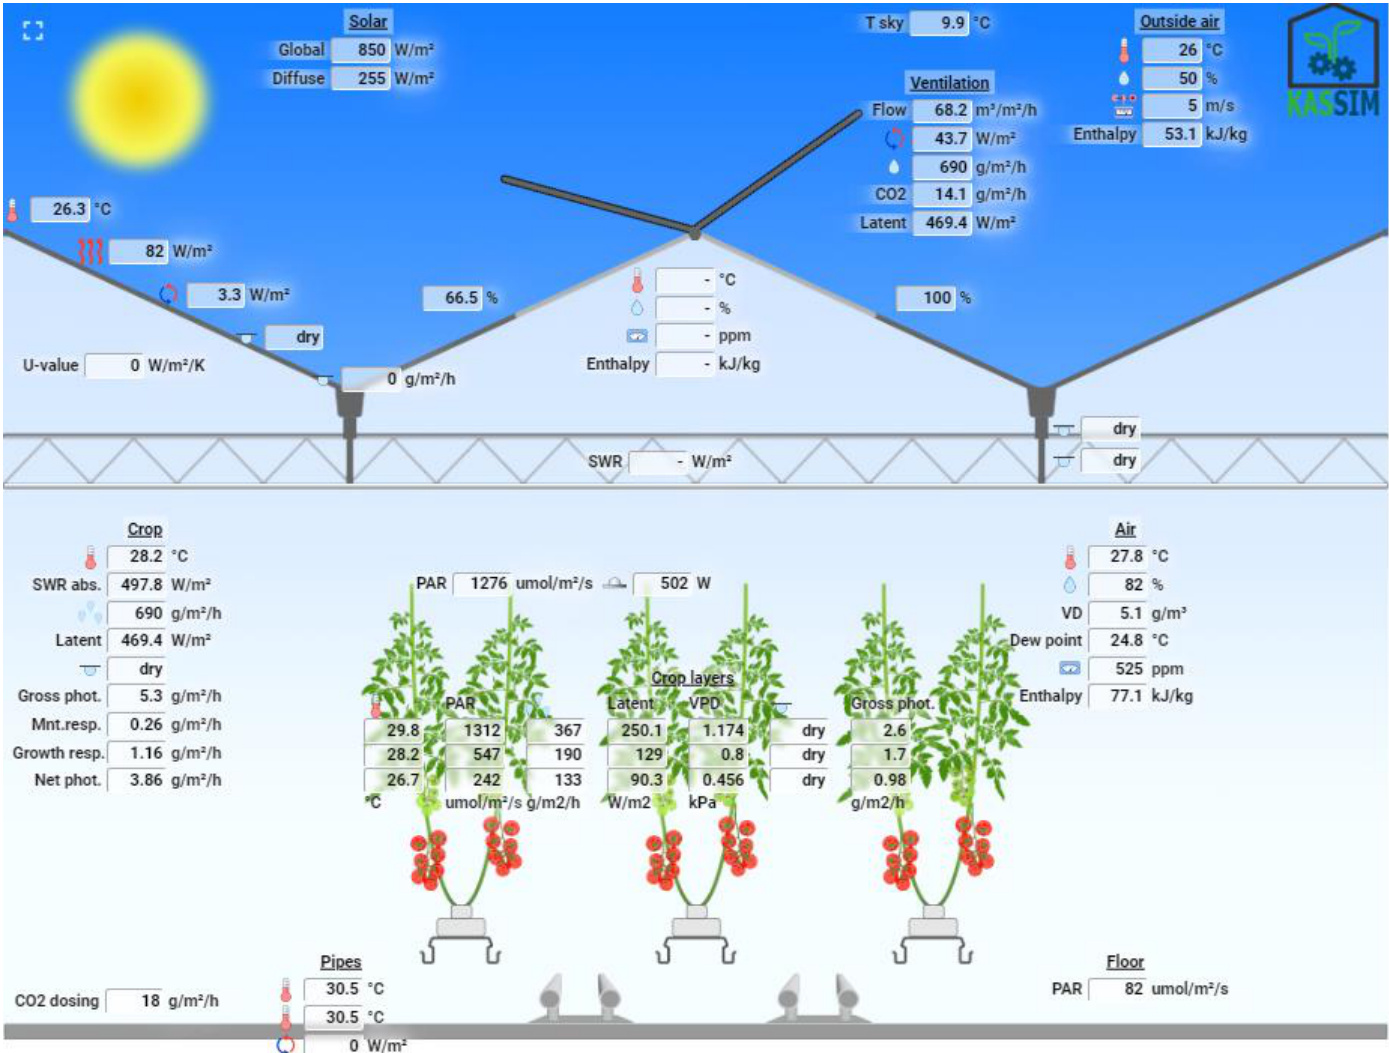 Solar
Global 850 W/m²
Diffuse 255 W/m²
T sky 9.9 °C
Outside air
26 °C
50 %
5 m/s
Enthalpy 53.1 kJ/kg
KASSIM
Ventilation
Flow 68.2 m³/m²/h
43.7 W/m²
690 g/m²/h
CO2 14.1 g/m²/h
Latent 469.4 W/m²
26.3 °C
82 W/m²
3.3 W/m²
dry
U-value 0 W/m²/K
0 g/m²/h
66.5 %
- °C
- %
- ppm
Enthalpy - kJ/kg
100 %
dry
dry
SWR - W/m²
Crop
28.2 °C
SWR abs. 497.8 W/m²
690 g/m²/h
Latent 469.4 W/m²
dry
Gross phot. 5.3 g/m²/h
Mnt.resp. 0.26 g/m²/h
Growth resp. 1.16 g/m²/h
Net phot. 3.86 g/m²/h
PAR 1276 umol/m²/s 502 W
Crop layers
PAR Latent VPD Gross phot.
29.8 1312 367 250.1 1.174 dry 2.6
28.2 547 190 129 0.8 dry 1.7
26.7 242 133 90.3 0.456 dry 0.98
°C umol/m²/s g/m2/h W/m2 kPa g/m2/h
Air
27.8 °C
82 %
VD 5.1 g/m³
Dew point 24.8 °C
525 ppm
Enthalpy 77.1 kJ/kg
CO2 dosing 18 g/m²/h
Pipes
30.5 °C
30.5 °C
0 W/m²
Floor
PAR 82 umol/m²/s